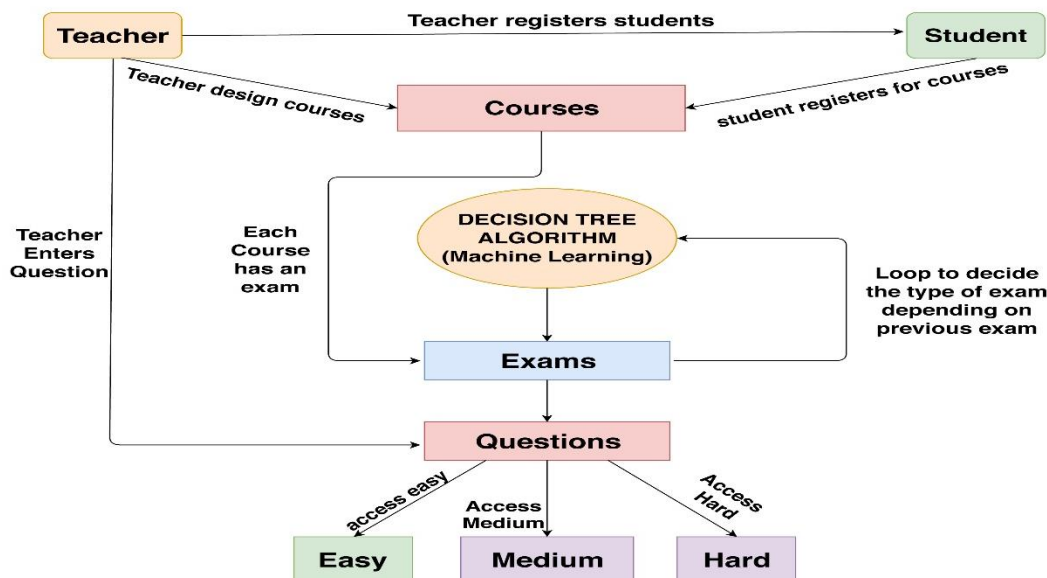 Teacher registers students
Teacher
Student
Teacher design courses
student registers for courses
Courses
DECISION TREE
ALGORITHM
(Machine Learning)
Teacher
Enters
Question
Each
Course
has an
exam
Loop to decide
the type of exam
depending on
previous exam
Exams
Questions
access easy
Access
Medium
Access
Hard
Easy
Medium
Hard